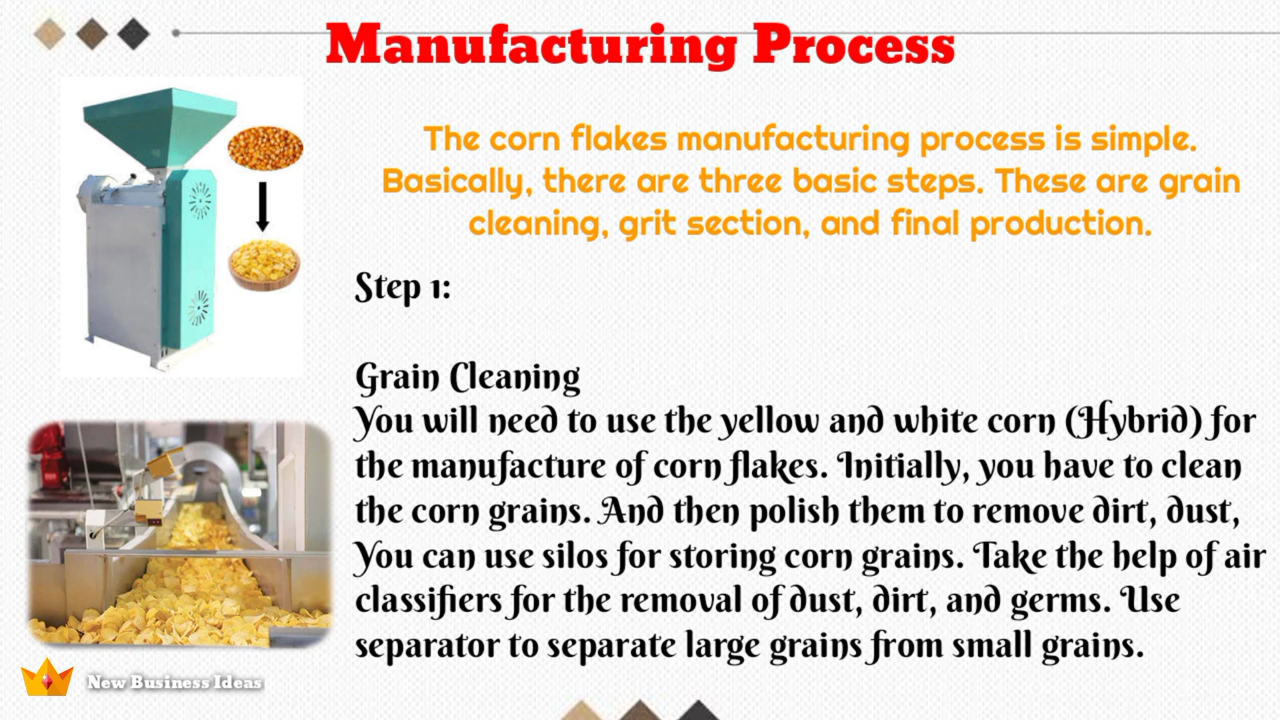 Manufacturing Process
The corn flakes manufacturing process is simple.
Basically, there are three basic steps. These are grain
cleaning, grit section, and final production.
Step 1:
Grain Cleaning
You will need to use the yellow and white corn (Hybrid) for
the manufacture of corn flakes. Initially, you have to clean
the corn grains. And then polish them to remove dirt, dust,
You can use silos for storing corn grains. Take the help of air
classifiers for the removal of dust, dirt, and germs. Use
separator to separate large grains from small grains.
New Business Ideas